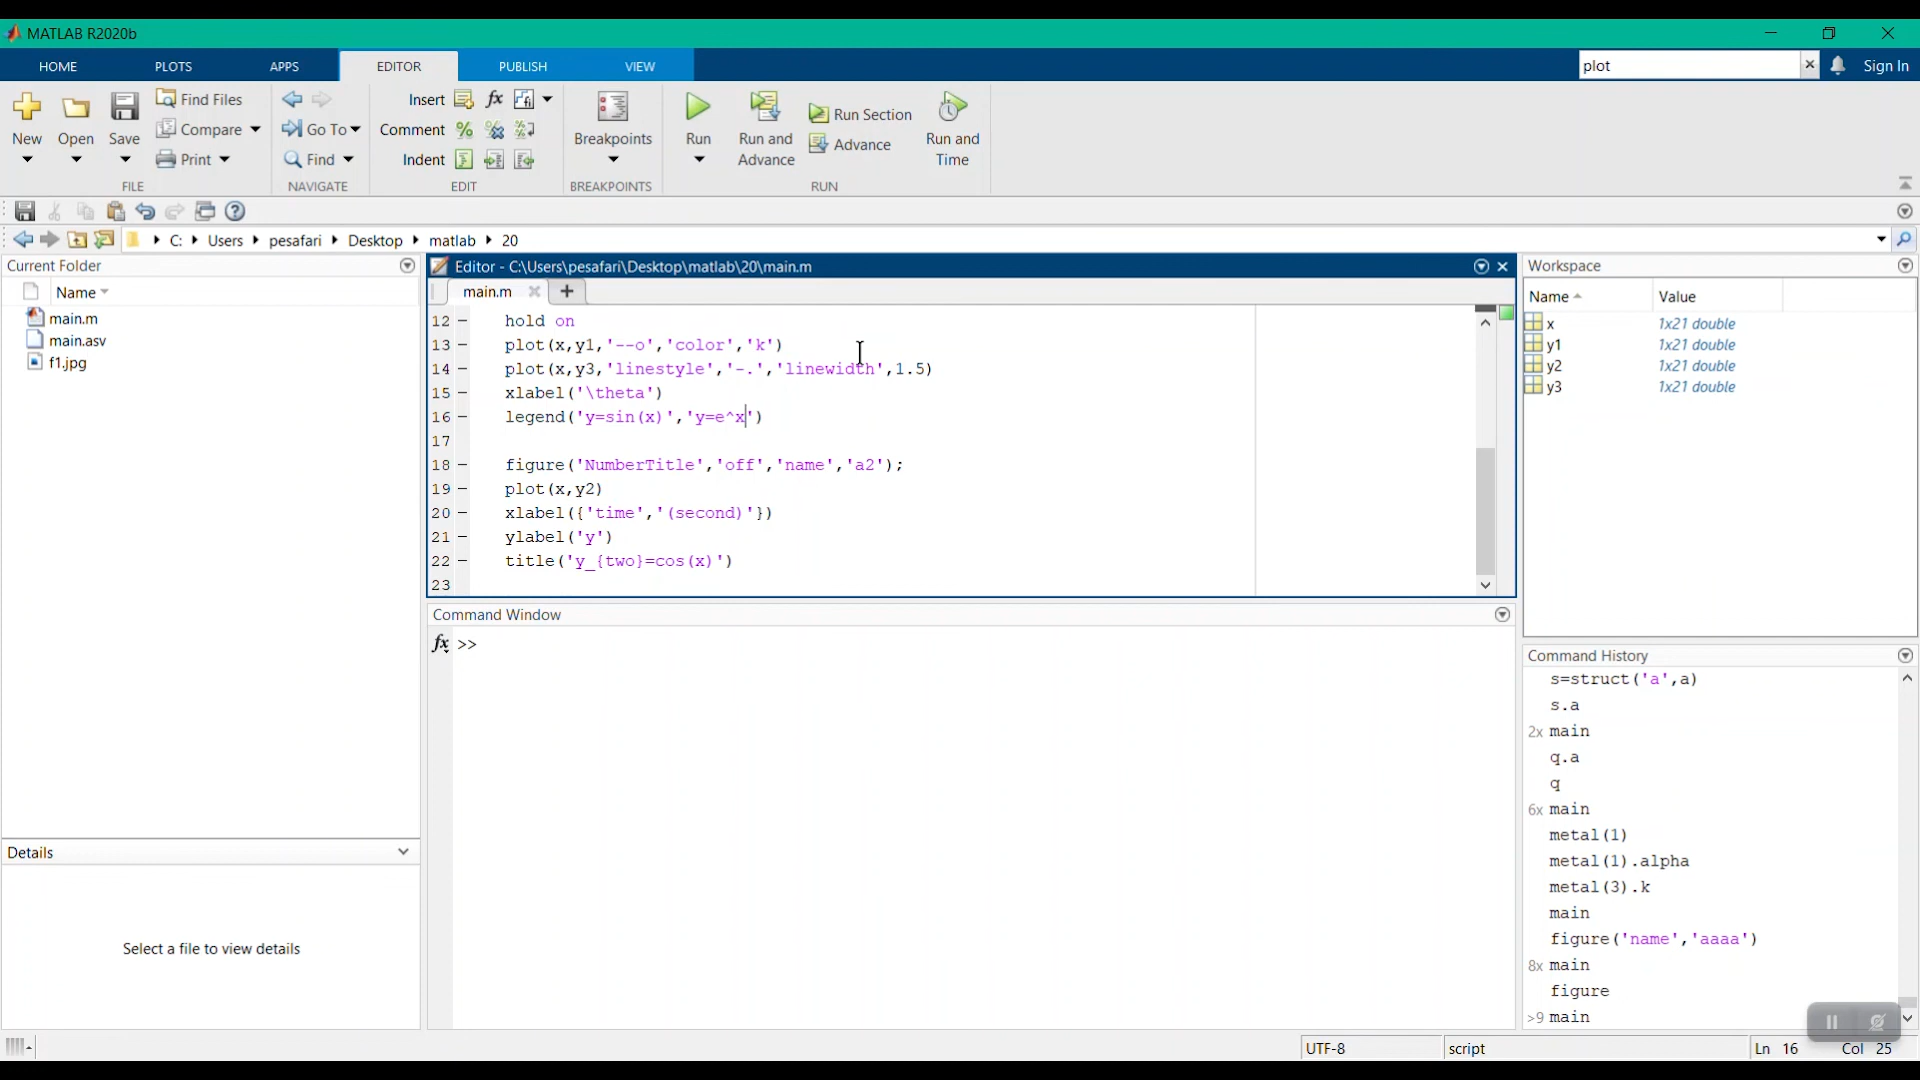 MATLAB R2020b
HOME PLOTS APPS EDITOR PUBLISH VIEW plot Sign In
New Open Save Find Files Compare Print
FILE
Go To Find
NAVIGATE
Insert fx
Comment
Indent
EDIT
Breakpoints
BREAKPOINTS
Run Run and Advance Run Section Advance Run and Time
RUN
C: Users pesafari Desktop matlab 20
Current Folder
Name
main.m
main.asv
f1.jpg
Details
Select a file to view details
Editor - C:\Users\pesafari\Desktop\matlab\20\main.m
main.m +
12 - hold on
13 - plot(x,y1,'--o','color','k')
14 - plot(x,y3,'linestyle','-.','linewidth',1.5)
15 - xlabel('\theta')
16 - legend('y=sin(x)','y=e^x')
17
18 - figure('NumberTitle','off','name','a2');
19 - plot(x,y2)
20 - xlabel({'time','(second)'})
21 - ylabel('y')
22 - title('y_{two}=cos(x)')
23
Command Window
fx >>
Workspace
Name Value
x 1x21 double
y1 1x21 double
y2 1x21 double
y3 1x21 double
Command History
s=struct('a',a)
s.a
2x main
q.a
q
6x main
metal(1)
metal(1).alpha
metal(3).k
main
figure('name','aaaa')
8x main
figure
>9 main
UTF-8 script Ln 16 Col 25